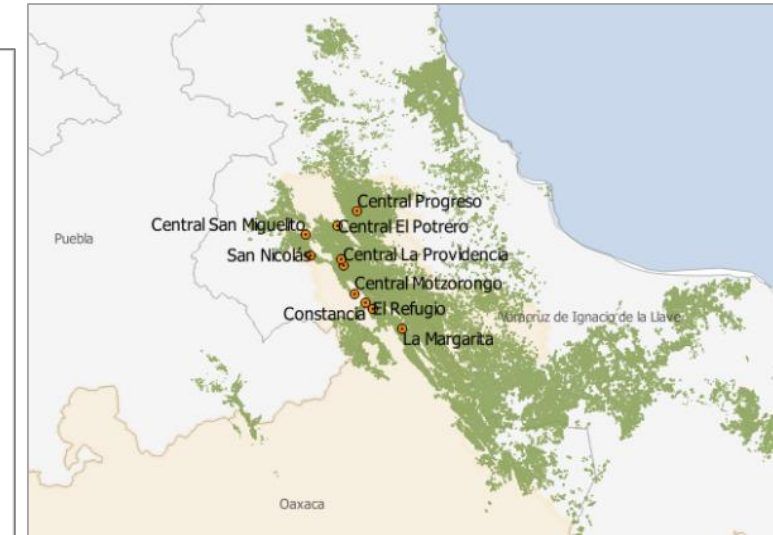 Central Progreso
Central San Miguelito
Central El Potrero
Puebla
San Nicolás
Central La Providencia
Central Motzorongo
Constancia
El Refugio
Veracruz de Ignacio de la Llave
La Margarita
Oaxaca